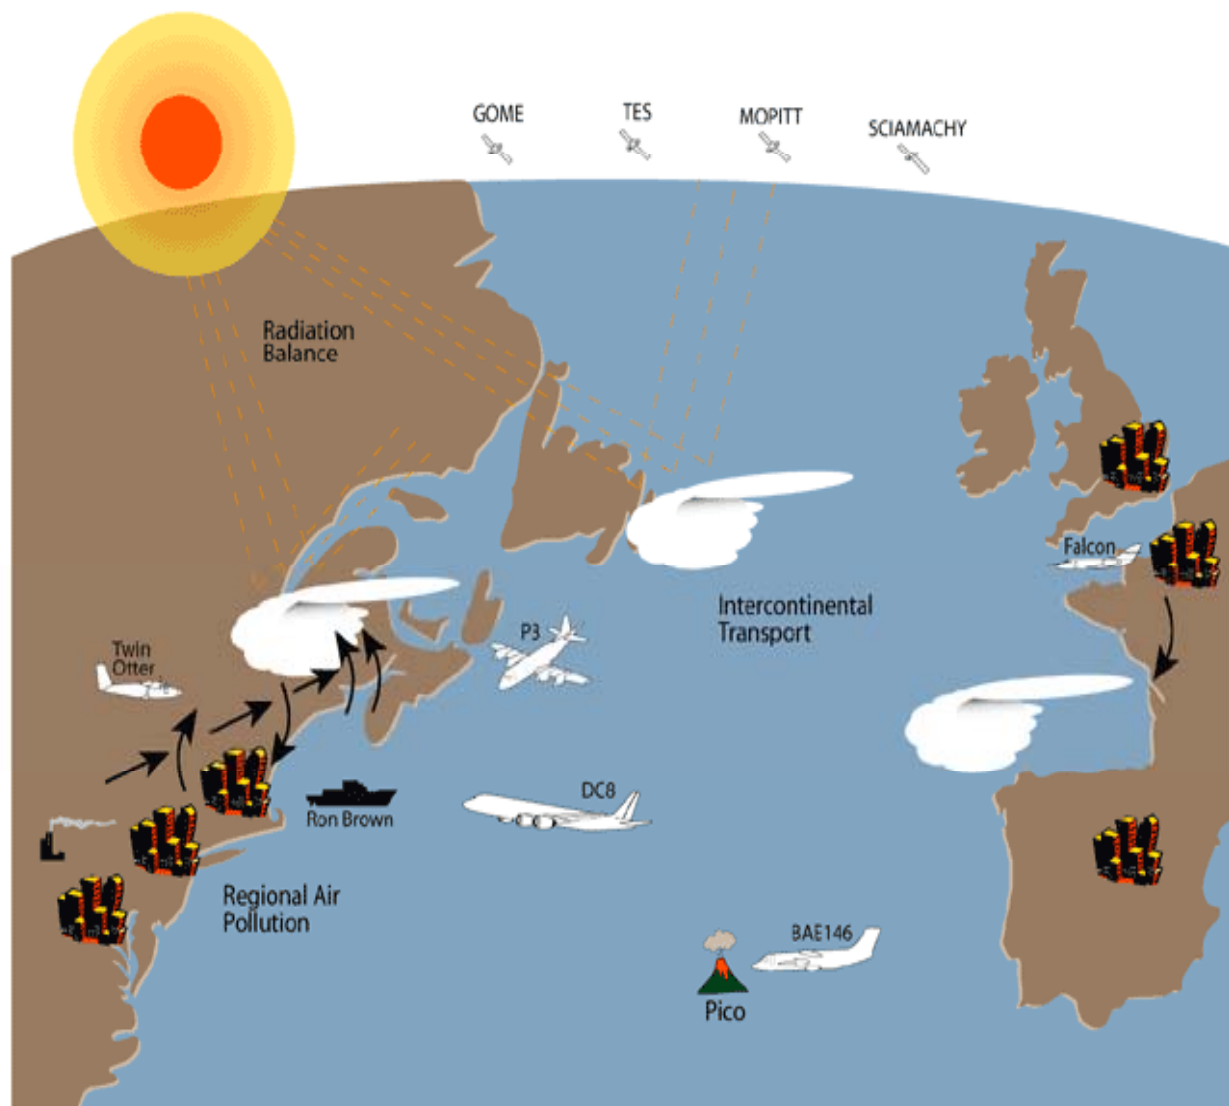 GOME
TES
MOPITT
SCIAMACHY
Radiation
Balance
Falcon
Intercontinental
Transport
P3
Twin
Otter
DC8
Ron Brown
Regional Air
Pollution
BAE146
Pico